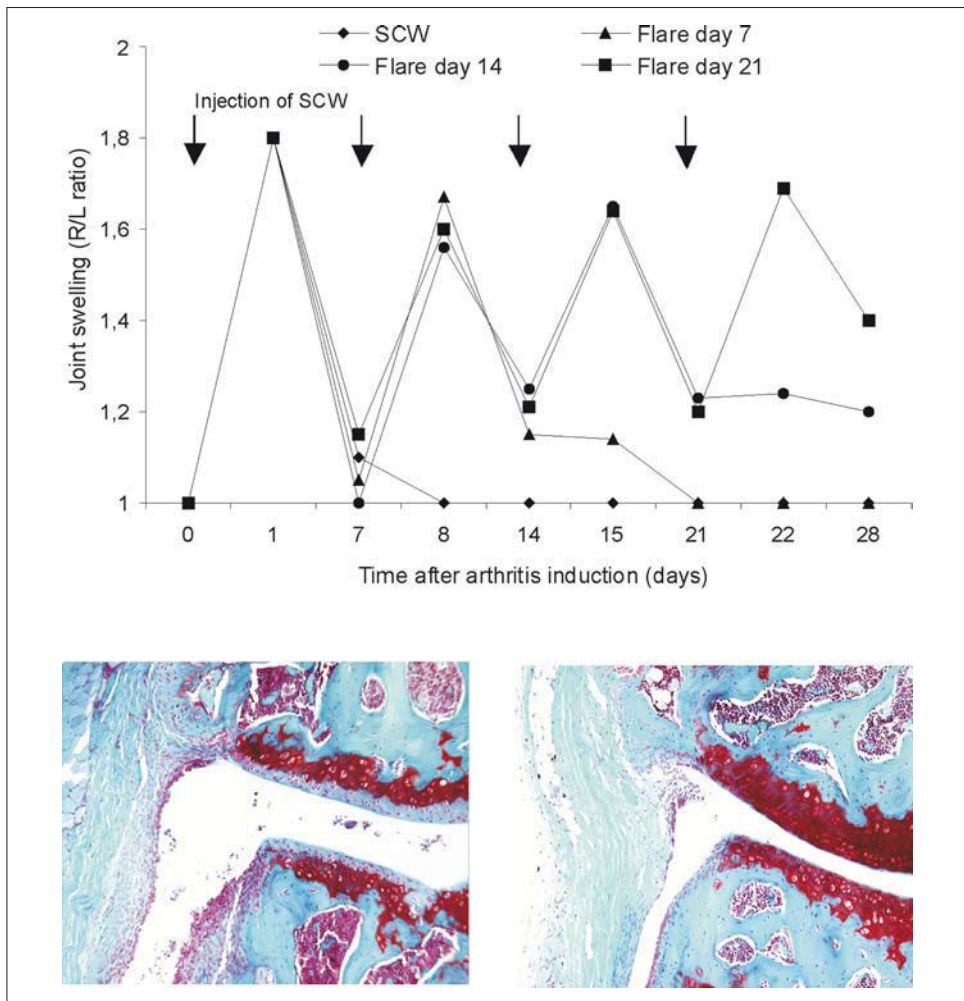 SCW Flare day 7
Flare day 14 Flare day 21
Injection of SCW
Joint swelling (R/L ratio)
2
1,8
1,6
1,4
1,2
1
0 1 7 8 14 15 21 22 28
Time after arthritis induction (days)